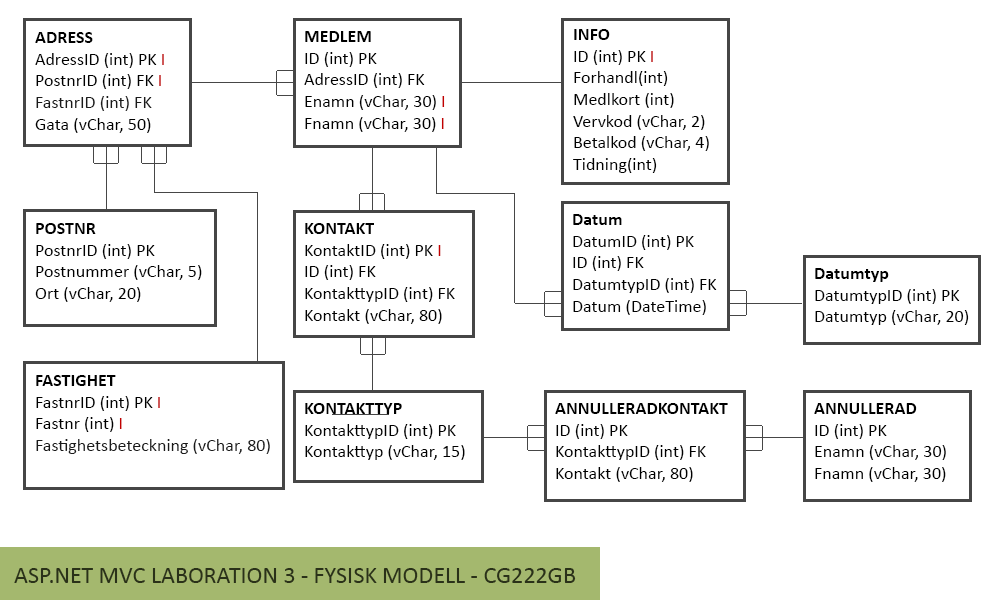 ADRESS
AdressID (int) PK I
PostnrID (int) FK I
FastnrID (int) FK
Gata (vChar, 50)
MEDLEM
ID (int) PK
AdressID (int) FK
Enamn (vChar, 30) I
Fnamn (vChar, 30) I
INFO
ID (int) PK I
Forhandl(int)
Medlkort (int)
Vervkod (vChar, 2)
Betalkod (vChar, 4)
Tidning(int)
POSTNR
PostnrID (int) PK
Postnummer (vChar, 5)
Ort (vChar, 20)
KONTAKT
KontaktID (int) PK I
ID (int) FK
KontakttypID (int) FK
Kontakt (vChar, 80)
Datum
DatumID (int) PK
ID (int) FK
DatumtypID (int) FK
Datum (DateTime)
Datumtyp
DatumtypID (int) PK
Datumtyp (vChar, 20)
FASTIGHET
FastnrID (int) PK I
Fastnr (int) I
Fastighetsbeteckning (vChar, 80)
KONTAKTTYP
KontakttypID (int) PK
Kontakttyp (vChar, 15)
ANNULLERADKONTAKT
ID (int) PK
KontakttypID (int) FK
Kontakt (vChar, 80)
ANNULLERAD
ID (int) PK
Enamn (vChar, 30)
Fnamn (vChar, 30)
ASP.NET MVC LABORATION 3 - FYSISK MODELL - CG222GB